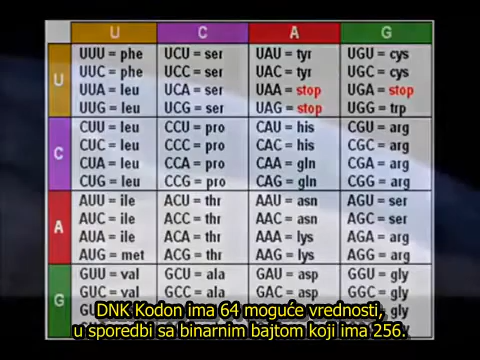 U C A G
U UUU = phe UCU = ser UAU = tyr UGU = cys
UUC = phe UCC = ser UAC = tyr UGC = cys
UUA = leu UCA = ser UAA = stop UGA = stop
UUG = leu UCG = ser UAG = stop UGG = trp
C CUU = leu CCU = pro CAU = his CGU = arg
CUC = leu CCC = pro CAC = his CGC = arg
CUA = leu CCA = pro CAA = gln CGA = arg
CUG = leu CCG = pro CAG = gln CGG = arg
A AUU = ile ACU = thr AAU = asn AGU = ser
AUC = ile ACC = thr AAC = asn AGC = ser
AUA = ile ACA = thr AAA = lys AGA = arg
AUG = met ACG = thr AAG = lys AGG = arg
G GUU = val GCU = ala GAU = asp GGU = gly
GUC = val GCC = ala GAC = asp GGC = gly
DNK Kodon ima 64 moguće vrednosti,
u sporedbi sa binarnim bajtom koji ima 256.